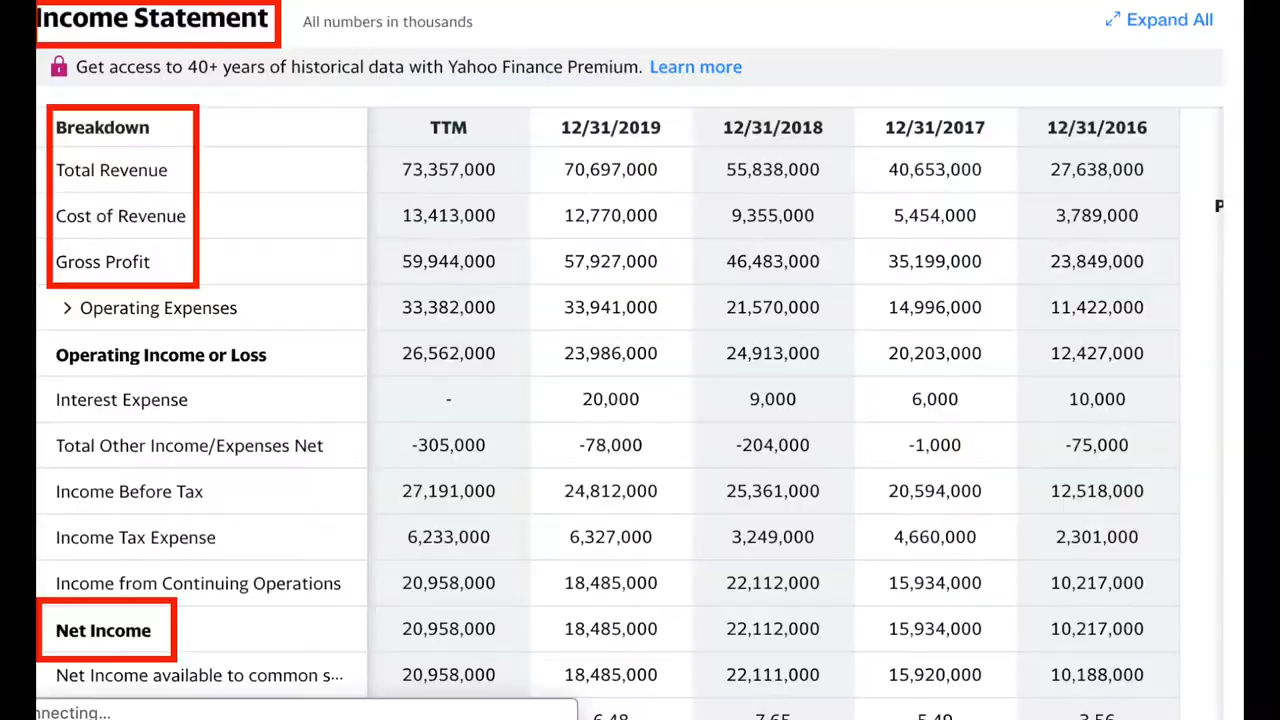 Income Statement All numbers in thousands Expand All
Get access to 40+ years of historical data with Yahoo Finance Premium. Learn more
Breakdown TTM 12/31/2019 12/31/2018 12/31/2017 12/31/2016
Total Revenue 73,357,000 70,697,000 55,838,000 40,653,000 27,638,000
P
Cost of Revenue 13,413,000 12,770,000 9,355,000 5,454,000 3,789,000
Gross Profit 59,944,000 57,927,000 46,483,000 35,199,000 23,849,000
> Operating Expenses 33,382,000 33,941,000 21,570,000 14,996,000 11,422,000
Operating Income or Loss 26,562,000 23,986,000 24,913,000 20,203,000 12,427,000
Interest Expense - 20,000 9,000 6,000 10,000
Total Other Income/Expenses Net -305,000 -78,000 -204,000 -1,000 -75,000
Income Before Tax 27,191,000 24,812,000 25,361,000 20,594,000 12,518,000
Income Tax Expense 6,233,000 6,327,000 3,249,000 4,660,000 2,301,000
Income from Continuing Operations 20,958,000 18,485,000 22,112,000 15,934,000 10,217,000
Net Income 20,958,000 18,485,000 22,112,000 15,934,000 10,217,000
Net Income available to common s... 20,958,000 18,485,000 22,111,000 15,920,000 10,188,000
nnecting... 6.48 7.65 5.49 3.56